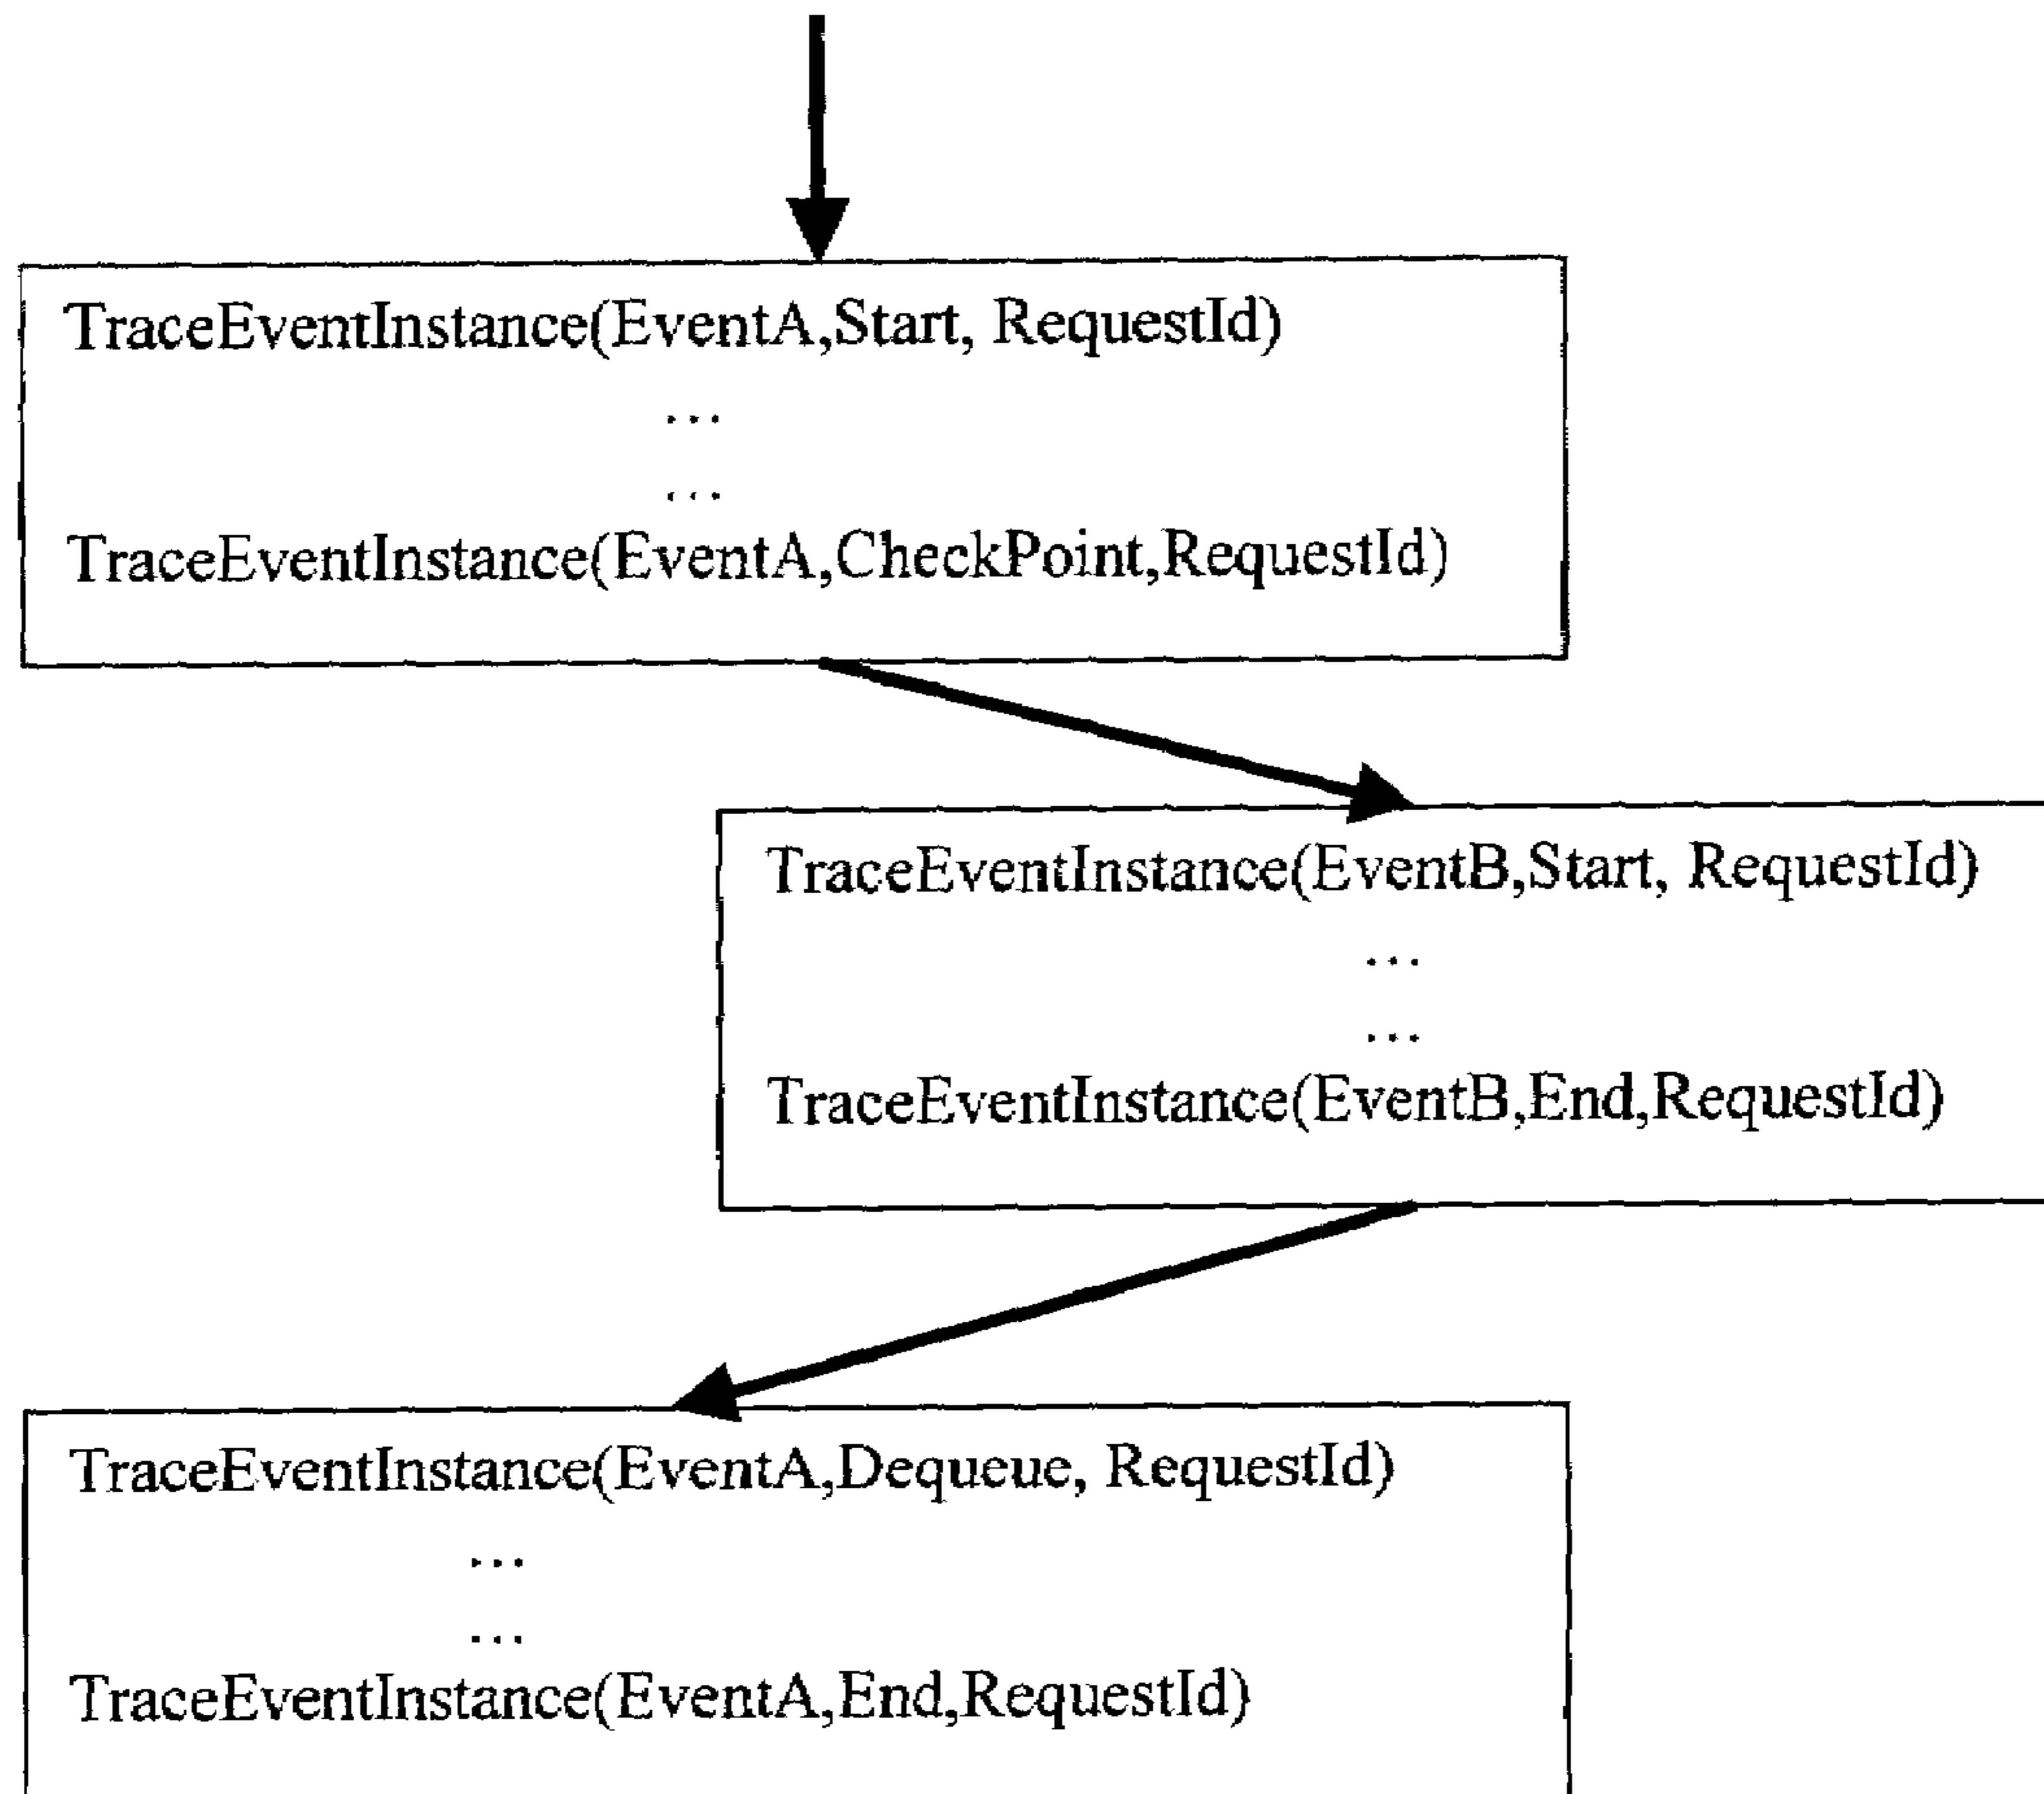 TraceEventInstance(EventA,Start, RequestId)
...
...
TraceEventInstance(EventA,CheckPoint,RequestId)
TraceEventInstance(EventB,Start, RequestId)
...
...
TraceEventInstance(EventB,End,RequestId)
TraceEventInstance(EventA,Dequeue, RequestId)
...
...
TraceEventInstance(EventA,End,RequestId)